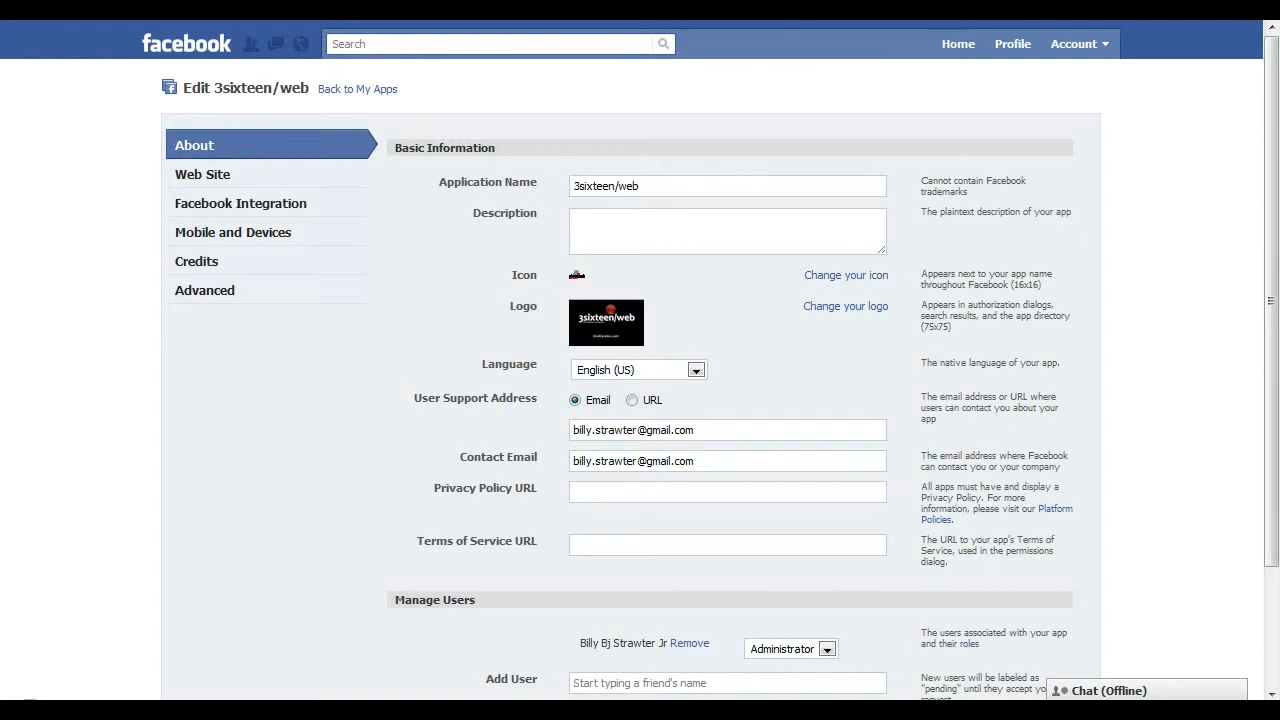 facebook
Search
Home Profile Account
Edit 3sixteen/web Back to My Apps
About
Web Site
Facebook Integration
Mobile and Devices
Credits
Advanced
Basic Information
Application Name 3sixteen/web Cannot contain Facebook
trademarks
Description The plaintext description of your app
Icon Change your icon Appears next to your app name
throughout Facebook (16x16)
Logo 3sixteen/web Change your logo Appears in authorization dialogs,
search results, and the app directory
(75x75)
Language English (US) The native language of your app.
User Support Address Email URL The email address or URL where
users can contact you about your
app
billy.strawter@gmail.com
Contact Email billy.strawter@gmail.com The email address where Facebook
can contact you or your company
Privacy Policy URL All apps must have and display a
Privacy Policy. For more
information, please visit our Platform
Policies.
Terms of Service URL The URL to your app's Terms of
Service, used in the permissions
dialog.
Manage Users
Billy Bj Strawter Jr Remove Administrator The users associated with your app
and their roles
Add User Start typing a friend's name New users will be labeled as
"pending" until they accept
Chat (Offline)